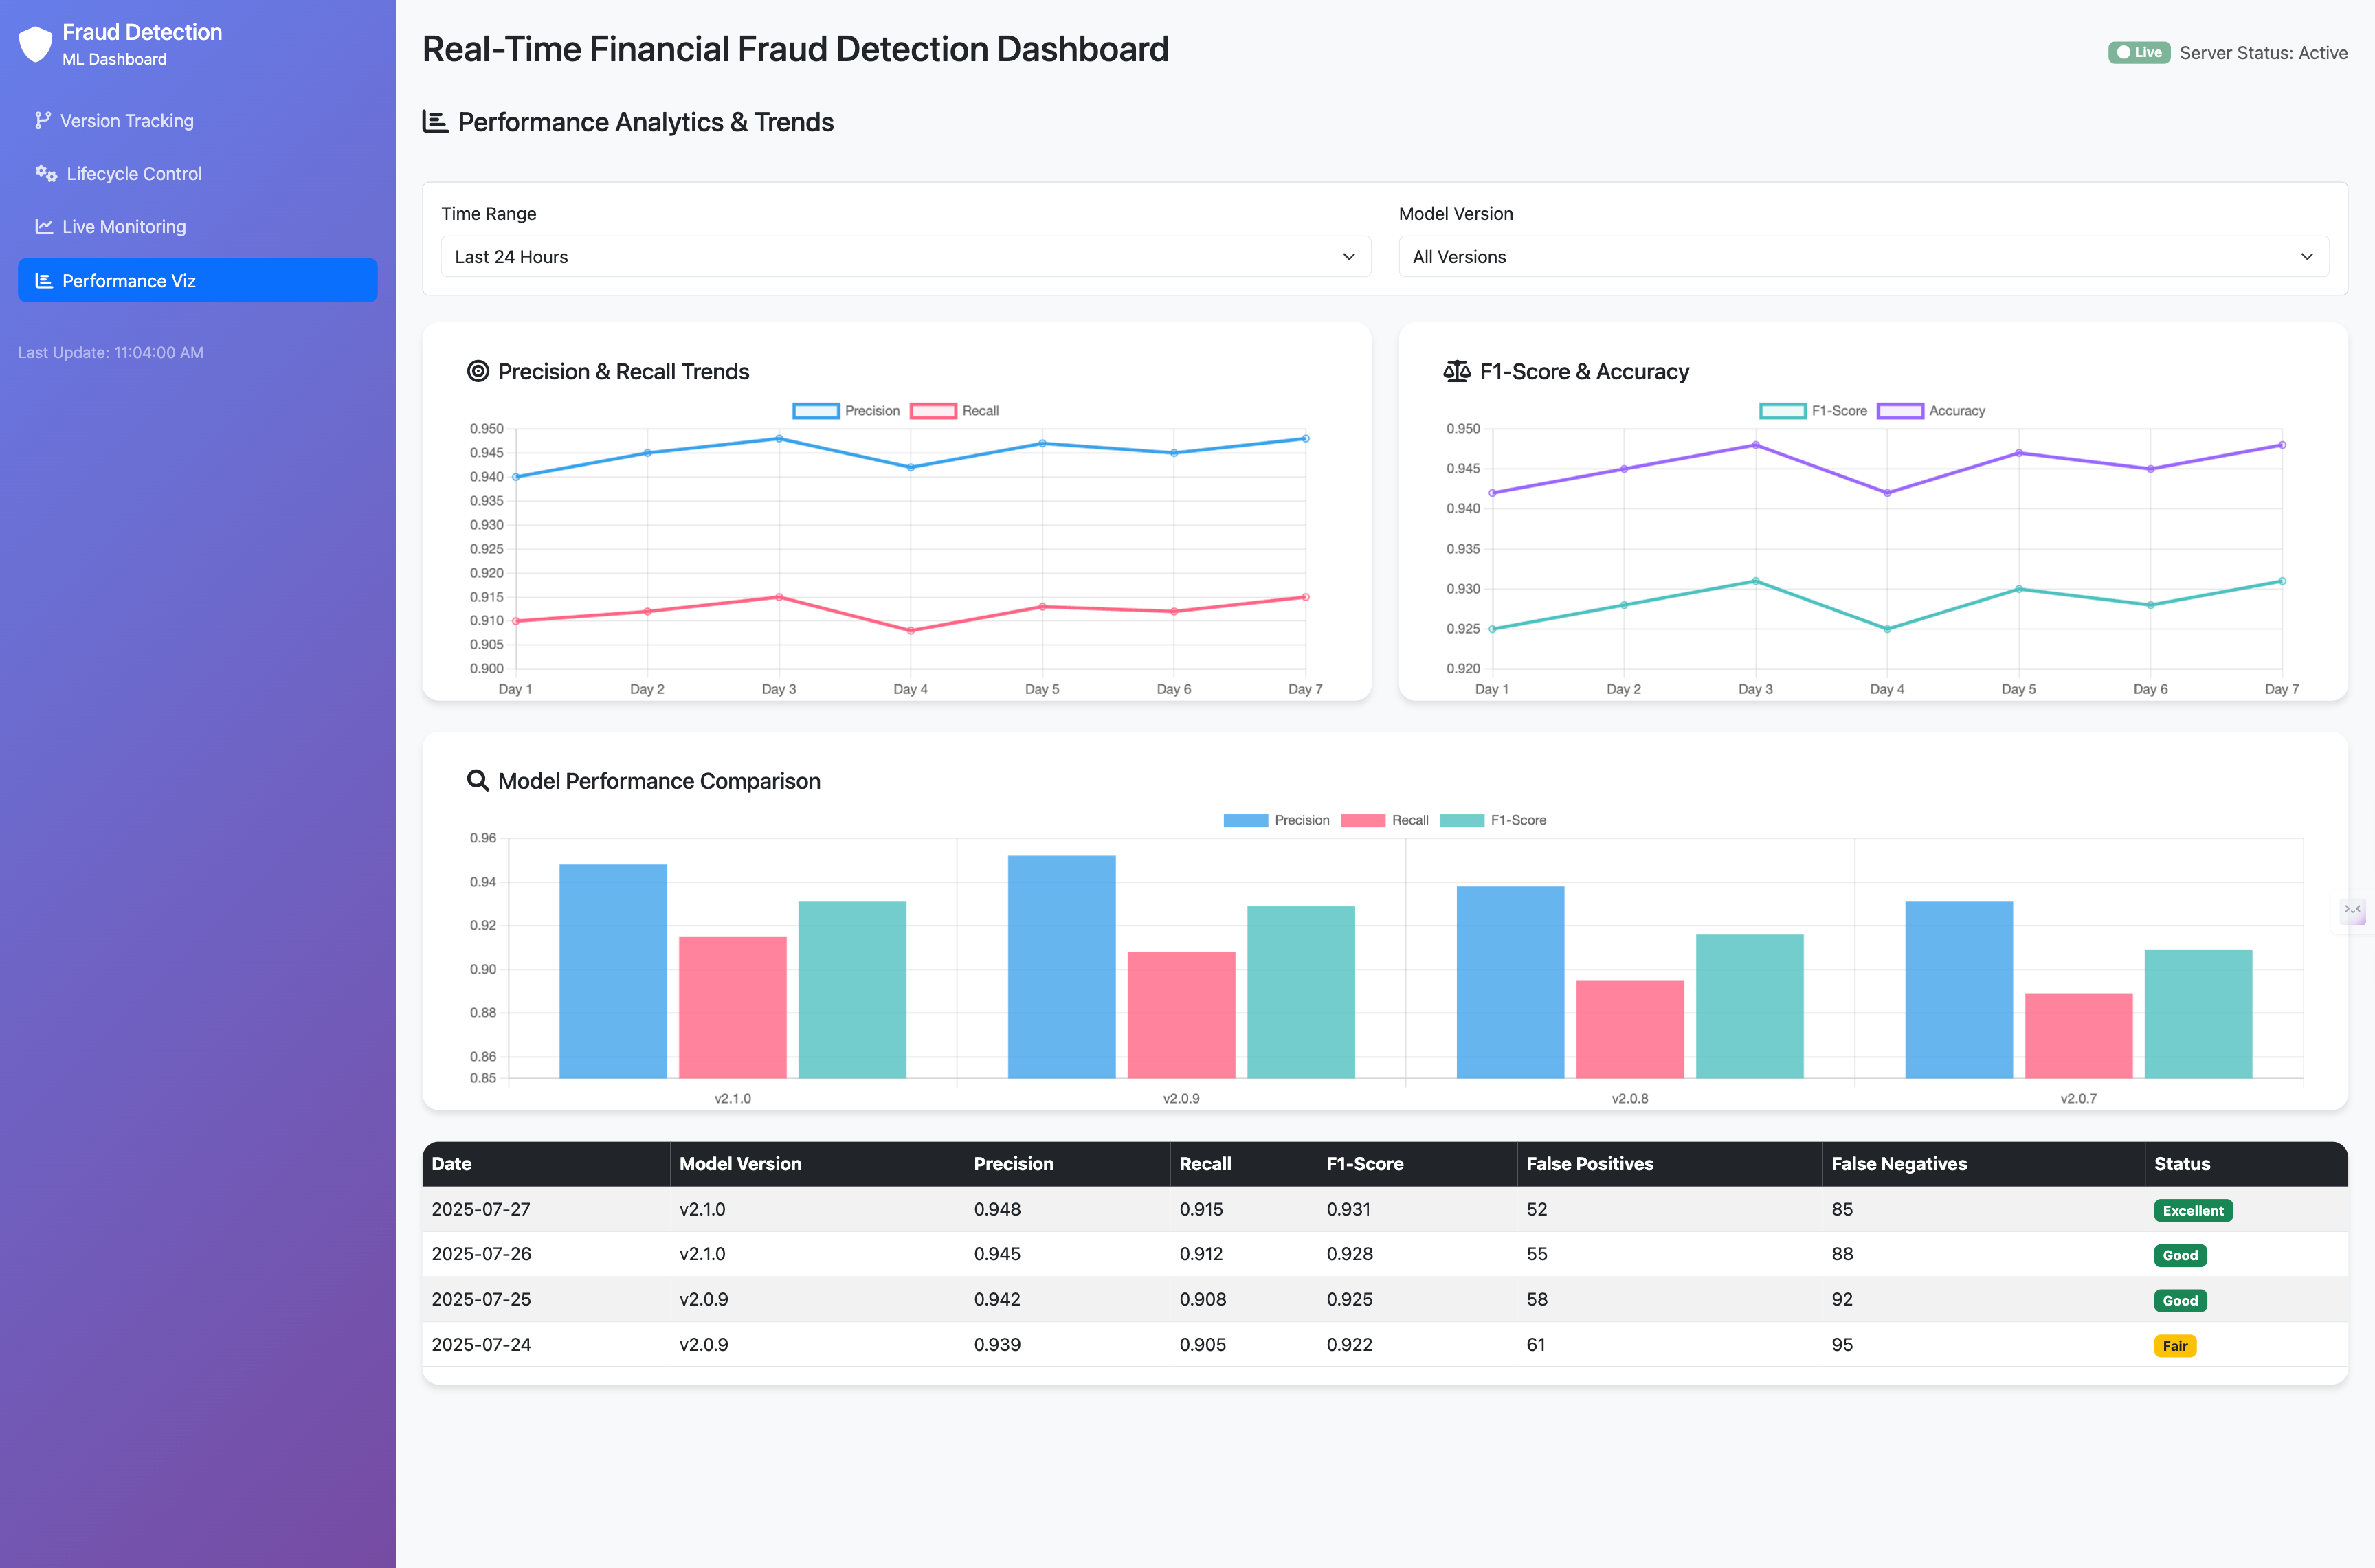 Fraud Detection
ML Dashboard
Version Tracking
Lifecycle Control
Live Monitoring
Performance Viz
Last Update: 11:04:00 AM
Real-Time Financial Fraud Detection Dashboard
Live Server Status: Active
Performance Analytics & Trends
Time Range
Last 24 Hours
Model Version
All Versions
Precision & Recall Trends
Precision Recall
0.950
0.945
0.940
0.935
0.930
0.925
0.920
0.915
0.910
0.905
0.900
Day 1 Day 2 Day 3 Day 4 Day 5 Day 6 Day 7
F1-Score & Accuracy
F1-Score Accuracy
0.950
0.945
0.940
0.935
0.930
0.925
0.920
Day 1 Day 2 Day 3 Day 4 Day 5 Day 6 Day 7
Model Performance Comparison
Precision Recall F1-Score
0.96
0.94
0.92
0.90
0.88
0.86
0.85
v2.1.0 v2.0.9 v2.0.8 v2.0.7
Date Model Version Precision Recall F1-Score False Positives False Negatives Status
2025-07-27 v2.1.0 0.948 0.915 0.931 52 85 Excellent
2025-07-26 v2.1.0 0.945 0.912 0.928 55 88 Good
2025-07-25 v2.0.9 0.942 0.908 0.925 58 92 Good
2025-07-24 v2.0.9 0.939 0.905 0.922 61 95 Fair